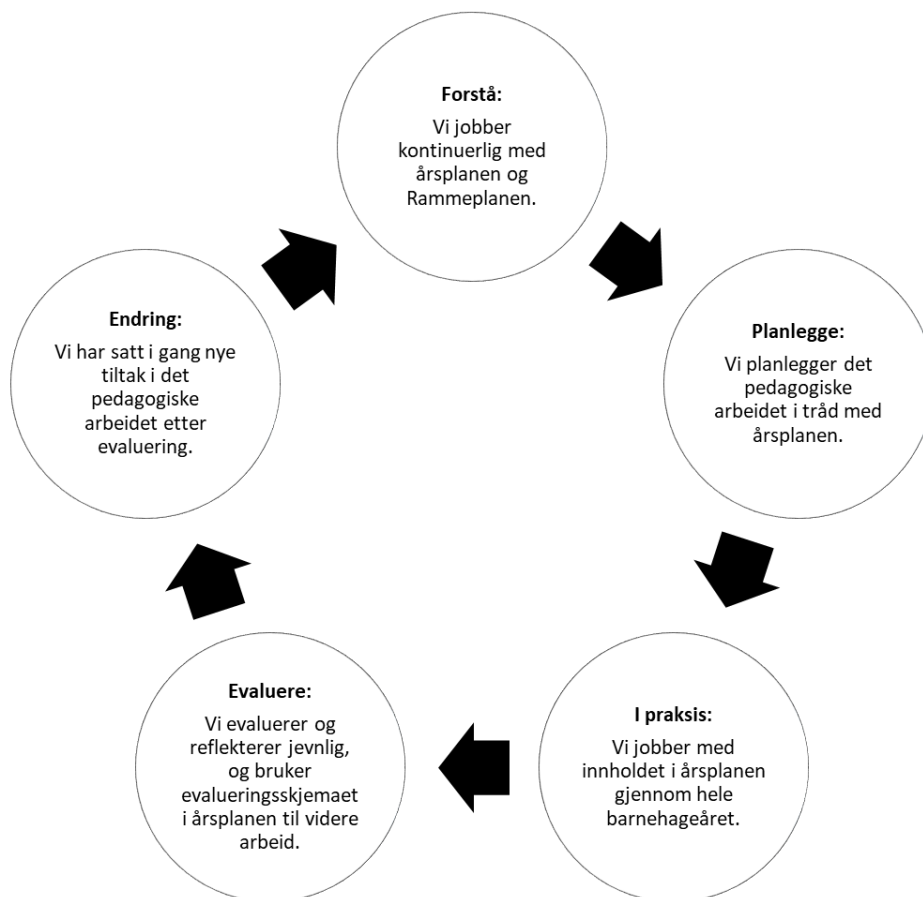 Forstå:
Vi jobber
kontinuerlig med
årsplanen og
Rammeplanen.
Planlegge:
Vi planlegger det
pedagogiske
arbeidet i tråd med
årsplanen.
I praksis:
Vi jobber med
innholdet i årsplanen
gjennom hele
barnehageåret.
Evaluere:
Vi evaluerer og
reflekterer jevnlig,
og bruker
evalueringsskjemaet
i årsplanen til videre
arbeid.
Endring:
Vi har satt i gang nye
tiltak i det
pedagogiske
arbeidet etter
evaluering.